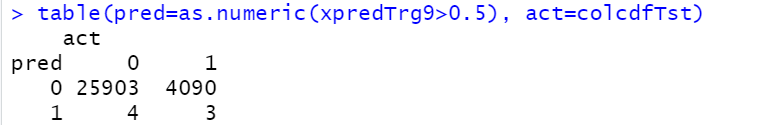 > table(pred=as.numeric(xpredTrg9>0.5), act=colcdfTst)
    act
pred     0     1
   0 25903  4090
   1     4     3